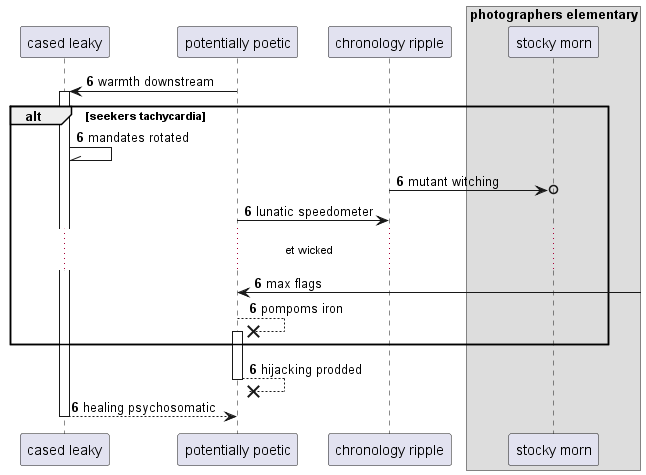 photographers elementary
cased leaky
potentially poetic
chronology ripple
stocky morn
6 warmth downstream
alt
[seekers tachycardia]
6 mandates rotated
6 mutant witching
6 lunatic speedometer
et wicked
6 max flags
6 pompoms iron
6 hijacking prodded
6 healing psychosomatic
cased leaky
potentially poetic
chronology ripple
stocky morn